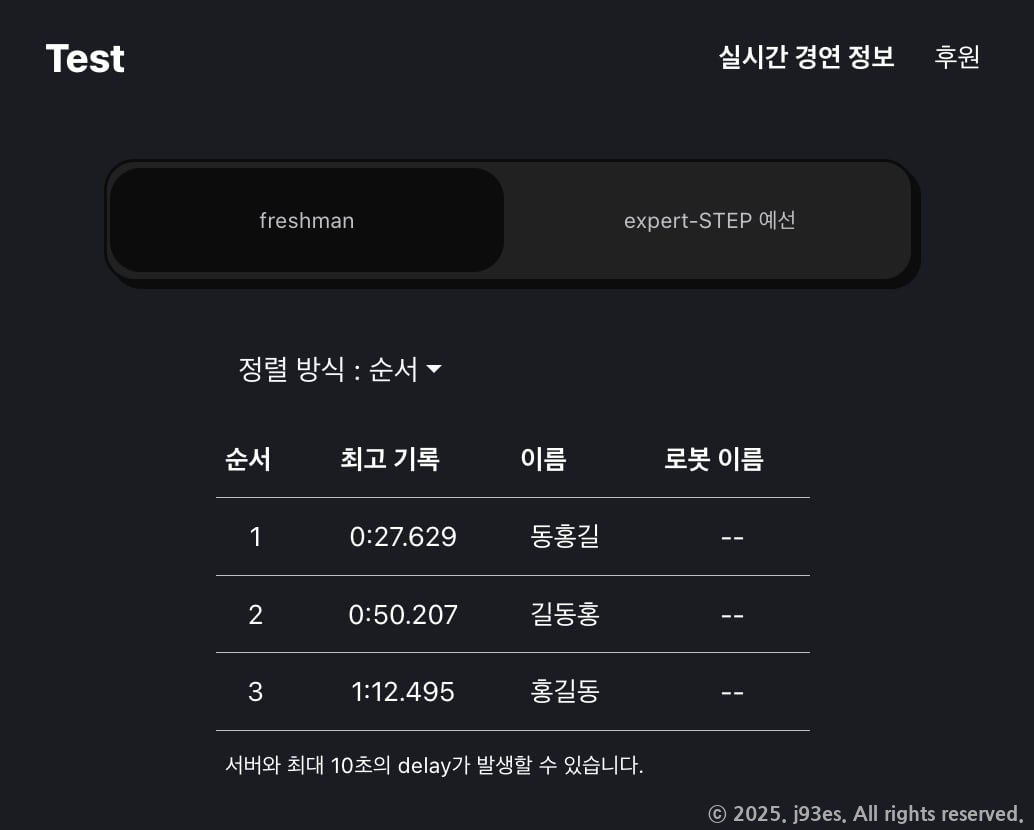 Test 실시간 경연 정보 후원
freshman expert-STEP 예선
정렬 방식 : 순서
순서 최고 기록 이름 로봇 이름
1 0:27.629 동홍길 --
2 0:50.207 길동홍 --
3 1:12.495 홍길동 --
서버와 최대 10초의 delay가 발생할 수 있습니다.
© 2025. j93es. All rights reserved.